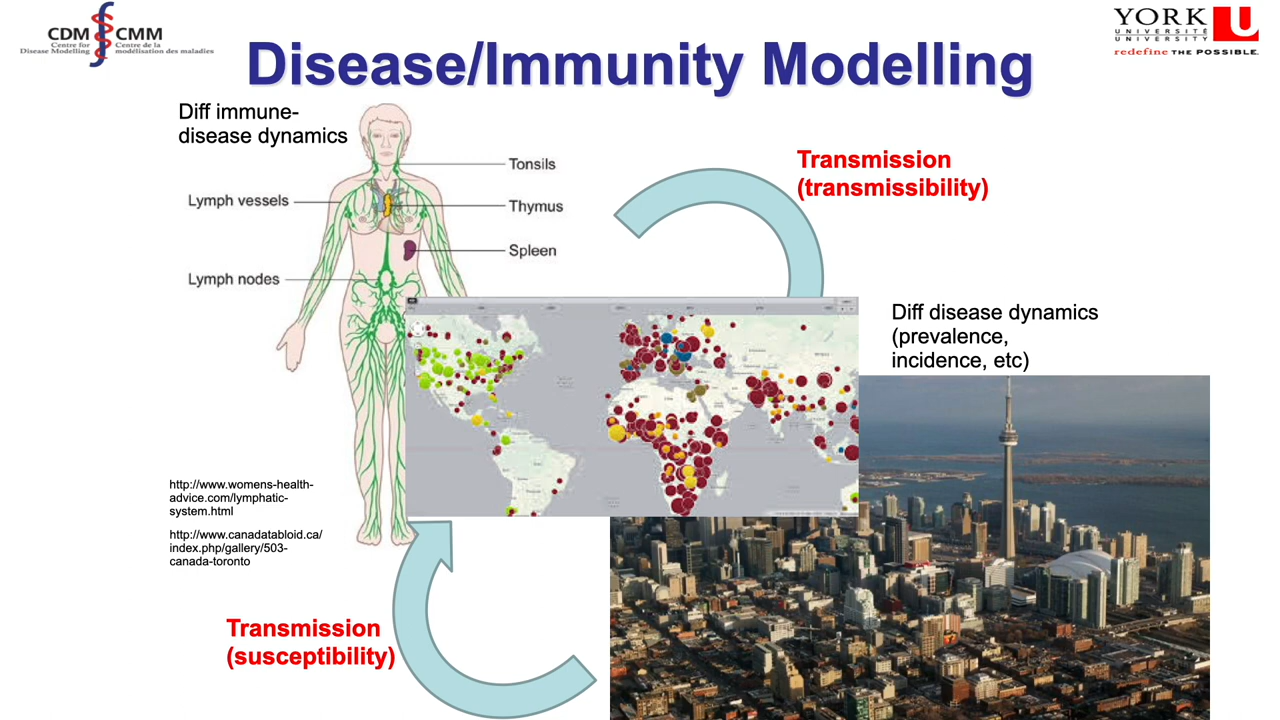 CDM CMM
Centre for Centre de la
Disease Modelling modélisation des maladies
YORK
UNIVERSITÉ
UNIVERSITY
redefine THE POSSIBLE.
Disease/Immunity Modelling
Diff immune-
disease dynamics
Tonsils
Lymph vessels
Thymus
Spleen
Lymph nodes
Transmission
(transmissibility)
Diff disease dynamics
(prevalence,
incidence, etc)
http://www.womens-health-
advice.com/lymphatic-
system.html
http://www.canadatabloid.ca/
index.php/gallery/503-
canada-toronto
Transmission
(susceptibility)